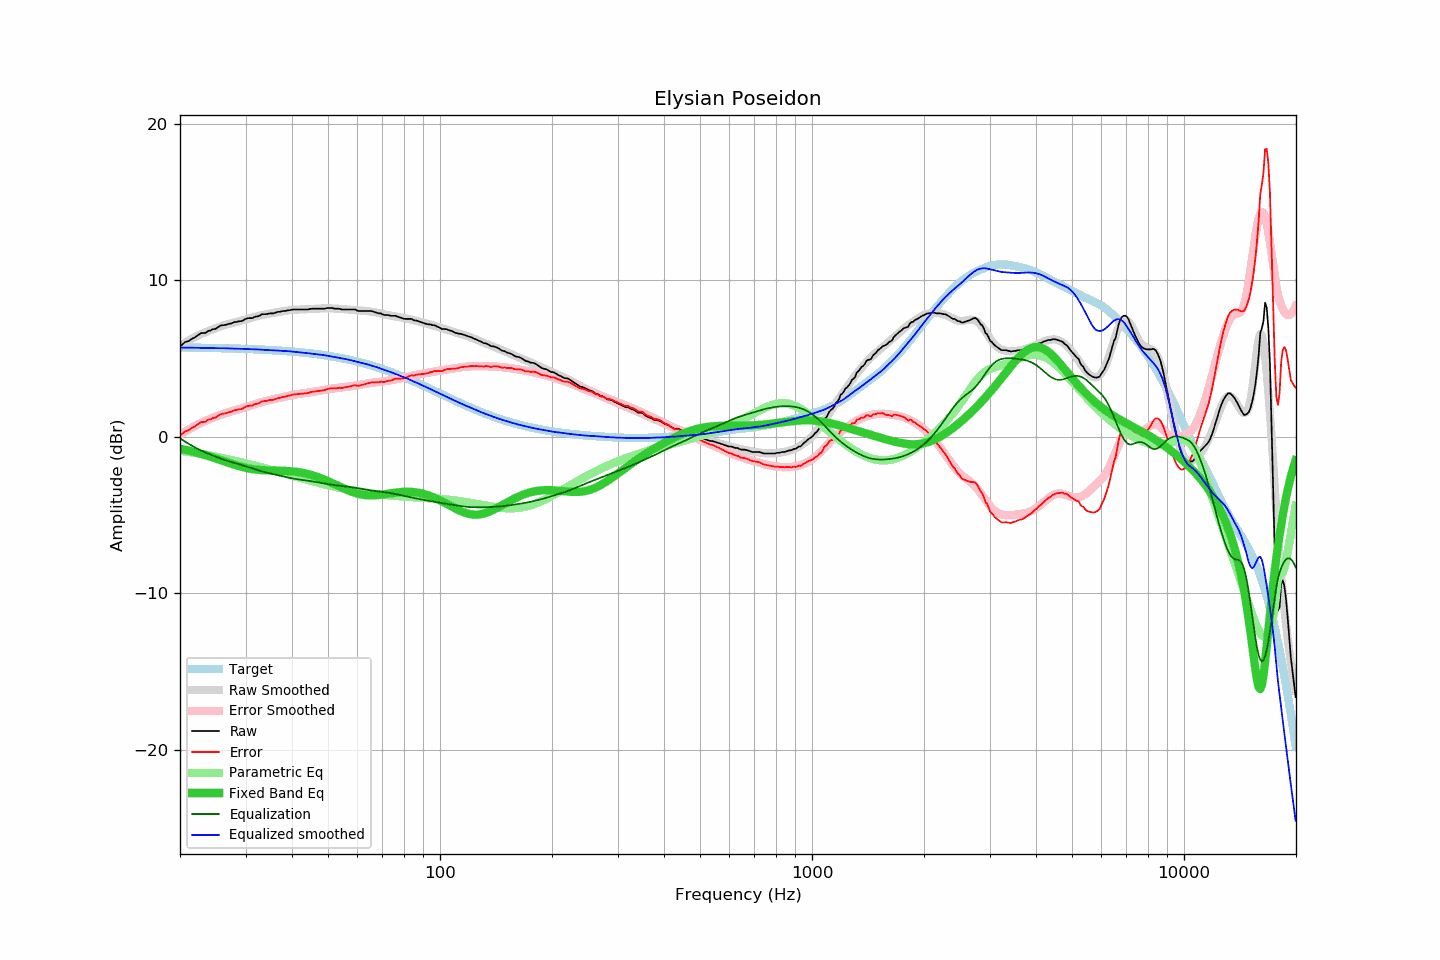 Elysian Poseidon
20
10
0
−10
−20
Amplitude (dBr)
Target
Raw Smoothed
Error Smoothed
Raw
Error
Parametric Eq
Fixed Band Eq
Equalization
Equalized smoothed
100
1000
10000
Frequency (Hz)